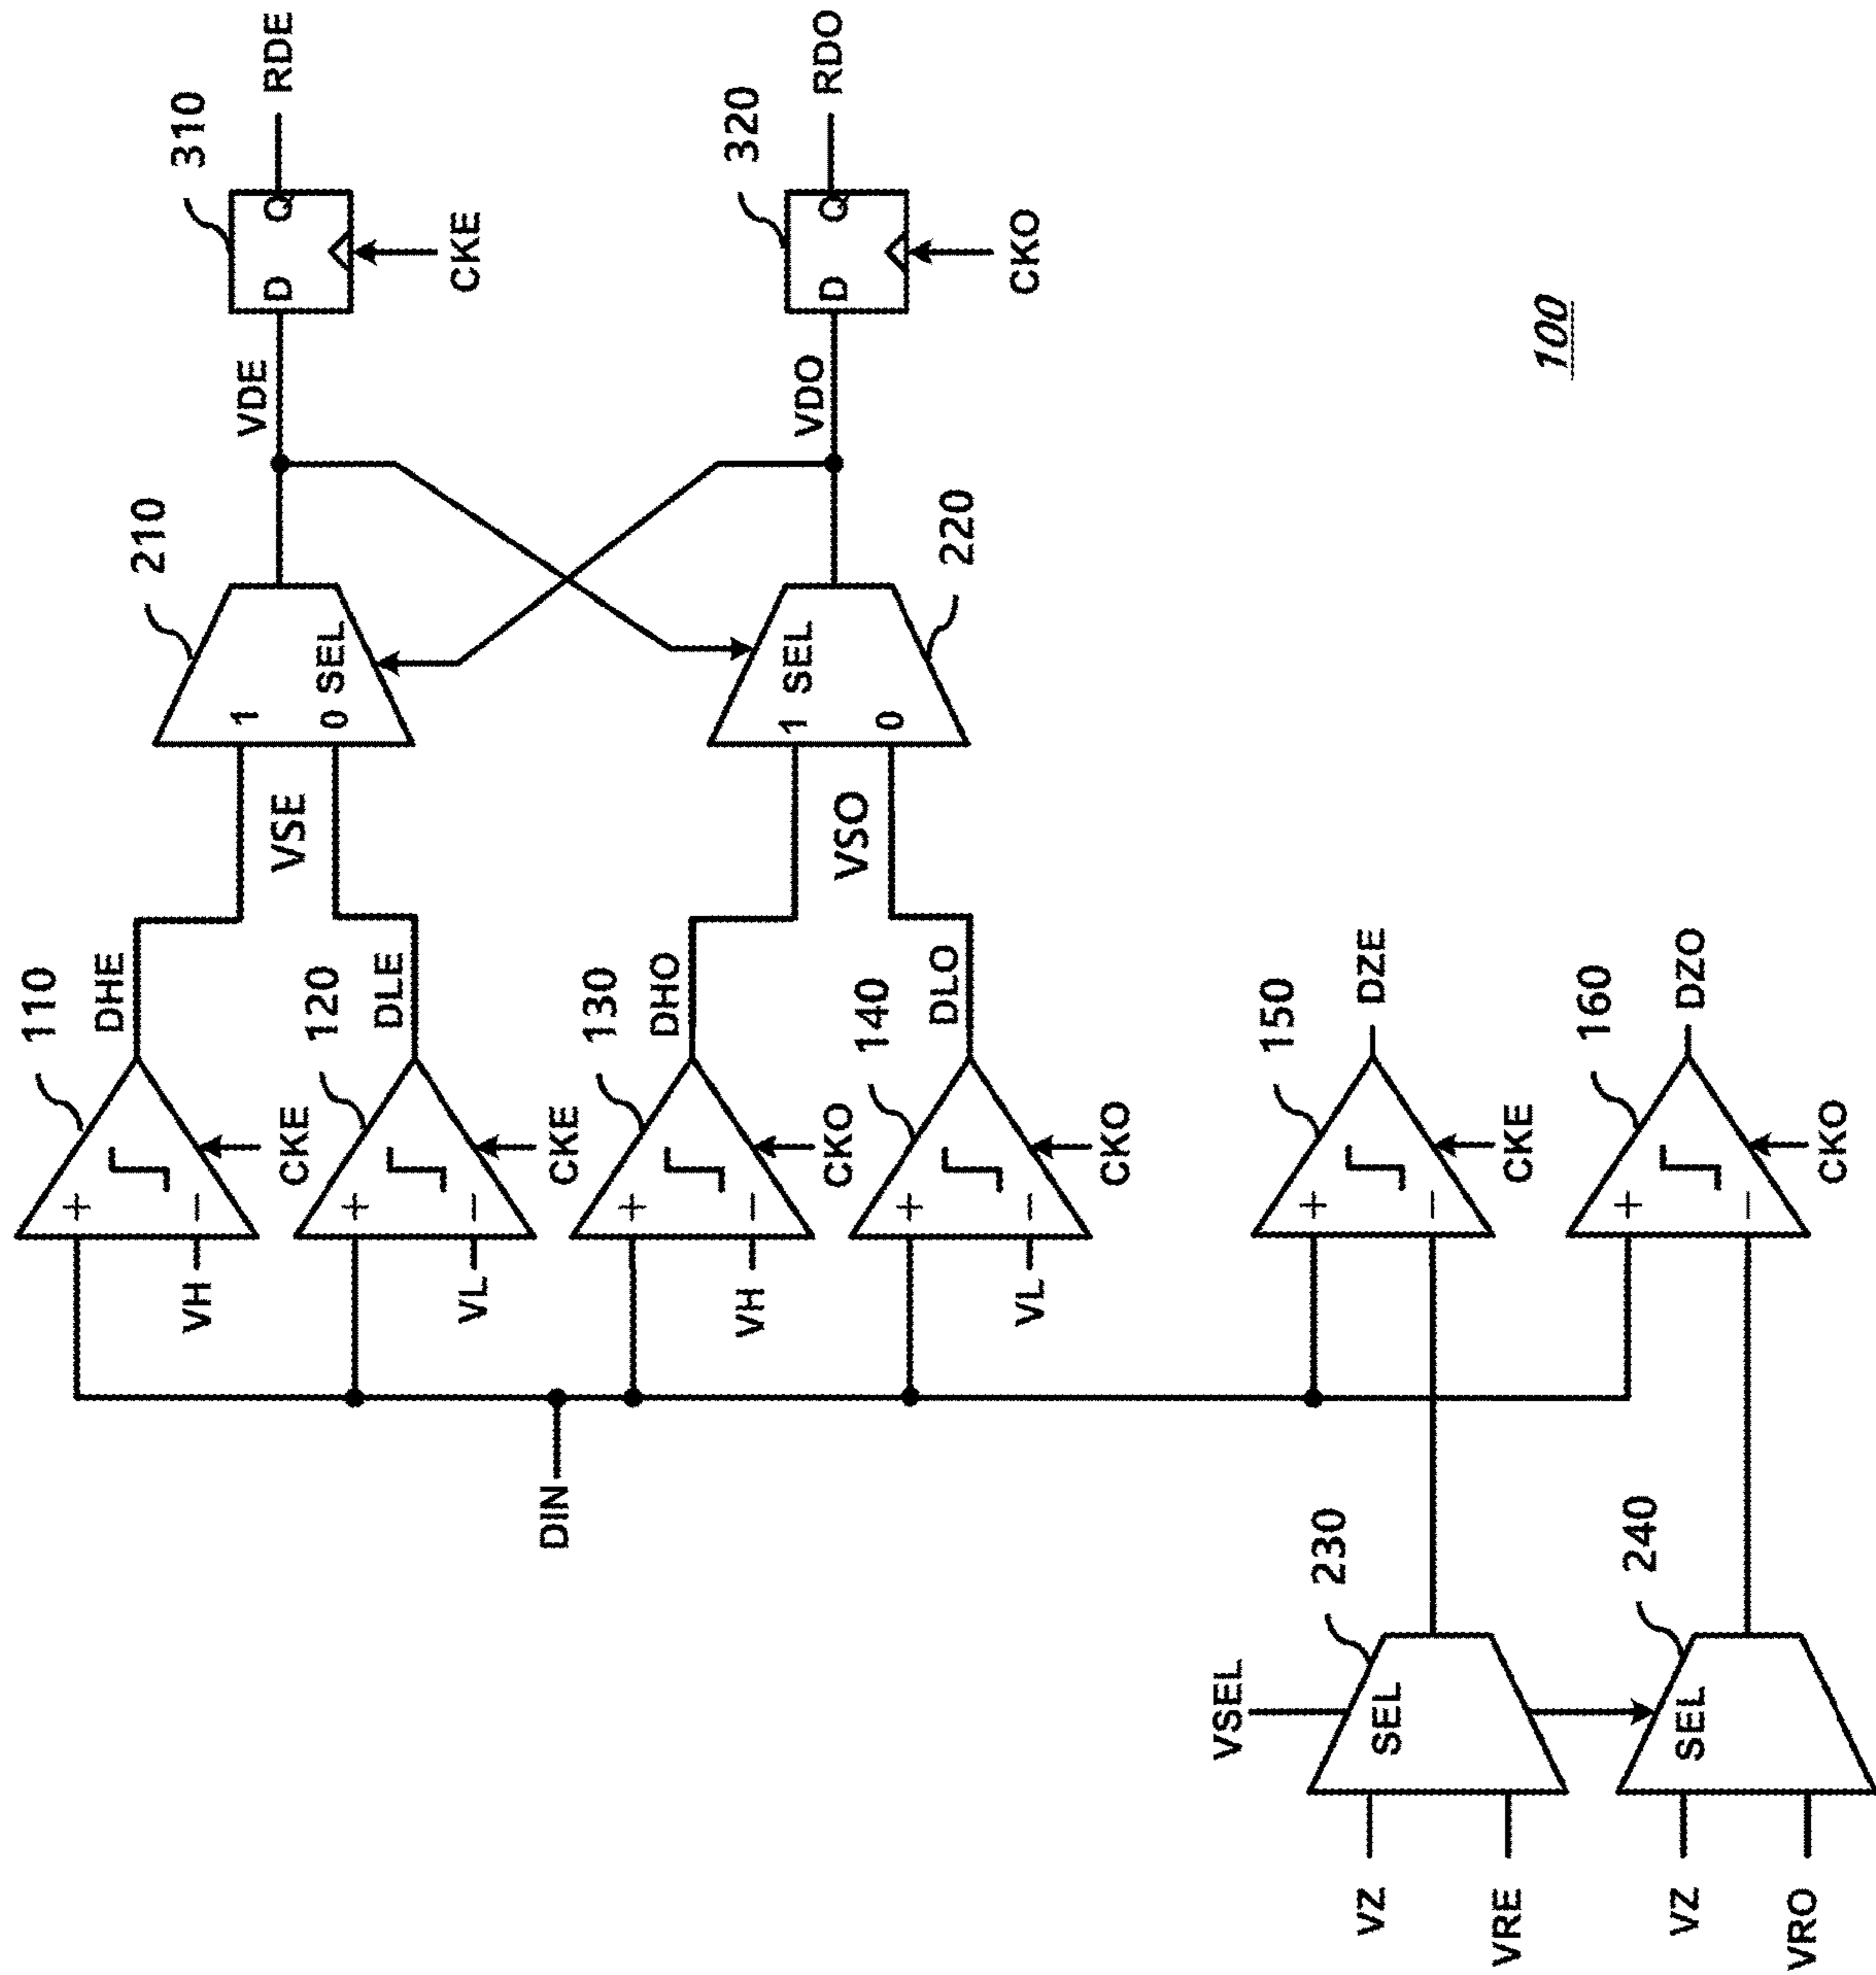 110
DHE
+
−
VH
CKE
120
DLE
+
−
VL
CKE
VSE
1
0
SEL
210
VDE
D
Q
310
RDE
CKE
DIN
130
DHO
+
−
VH
CKO
140
DLO
+
−
VL
CKO
VSO
1
0
SEL
220
VDO
D
Q
320
RDO
CKO
VSEL
230
SEL
VZ
VRE
150
DZE
+
−
CKE
240
SEL
VZ
VRO
160
DZO
+
−
CKO
100